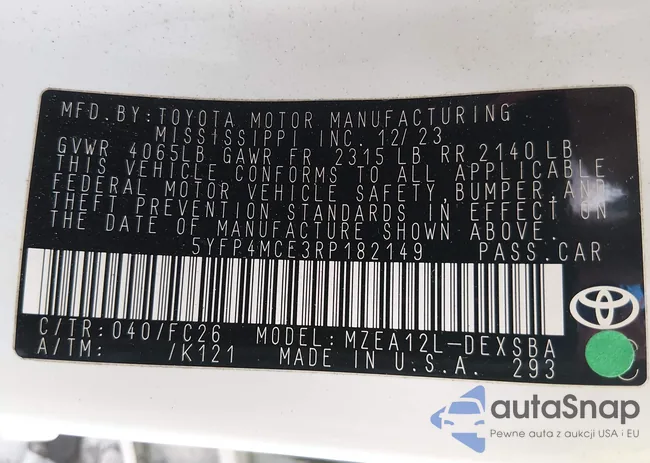 MFD. BY: TOYOTA MOTOR MANUFACTURING
MISSISSIPPI INC. 12/23
GVWR 4065LB GAWR FR 2315 LB RR 2140 LB
THIS VEHICLE CONFORMS TO ALL APPLICABLE
FEDERAL MOTOR VEHICLE SAFETY, BUMPER, AND
THEFT PREVENTION STANDARDS IN EFFECT ON
THE DATE OF MANUFACTURE SHOWN ABOVE.
5YFP4MCE3RP182149 PASS. CAR
C/TR: 040/FC26 MODEL: MZEA12L-DEXSBA
A/TM: /K121 MADE IN U.S.A. 293
C
autaSnap
Pewne auta z aukcji USA i EU